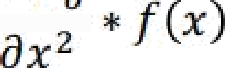 ∂x² * f(x)